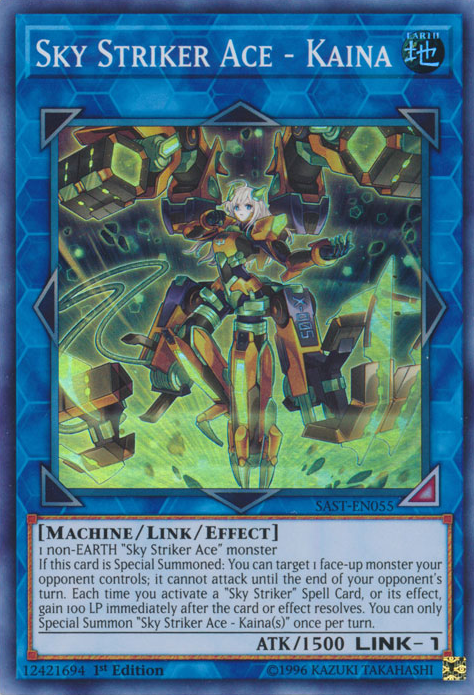 SKY STRIKER ACE - KAINA
EARTH
地
SAST-EN055
[MACHINE/LINK/EFFECT]
1 non-EARTH "Sky Striker Ace" monster
If this card is Special Summoned: You can target 1 face-up monster your
opponent controls; it cannot attack until the end of your opponent's
turn. Each time you activate a "Sky Striker" Spell Card, or its effect,
gain 100 LP immediately after the card or effect resolves. You can only
Special Summon "Sky Striker Ace - Kaina(s)" once per turn.
ATK/1500 LINK-1
12421694 1st Edition ©1996 KAZUKI TAKAHASHI